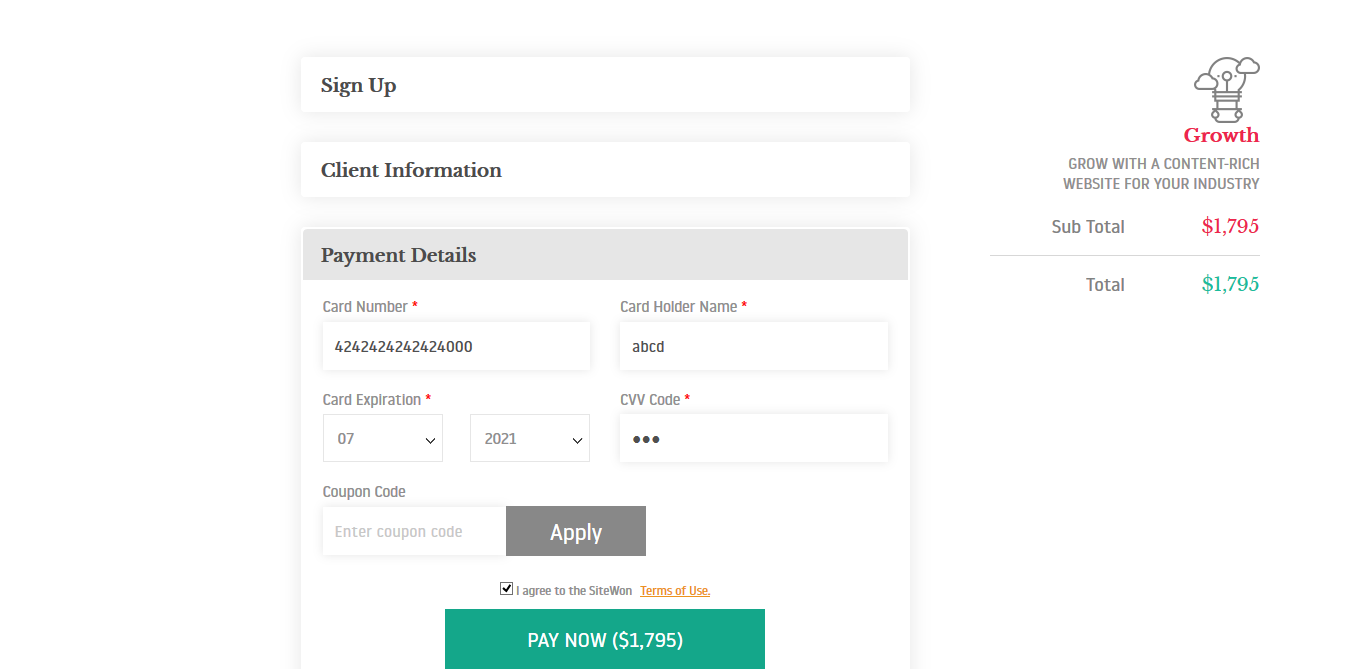 Sign Up
Client Information
Payment Details
Card Number *
Card Holder Name *
4242424242424000
abcd
Card Expiration *
CVV Code *
07
2021
●●●
Coupon Code
Enter coupon code
Apply
I agree to the SiteWon Terms of Use.
PAY NOW ($1,795)
Growth
GROW WITH A CONTENT-RICH
WEBSITE FOR YOUR INDUSTRY
Sub Total $1,795
Total $1,795